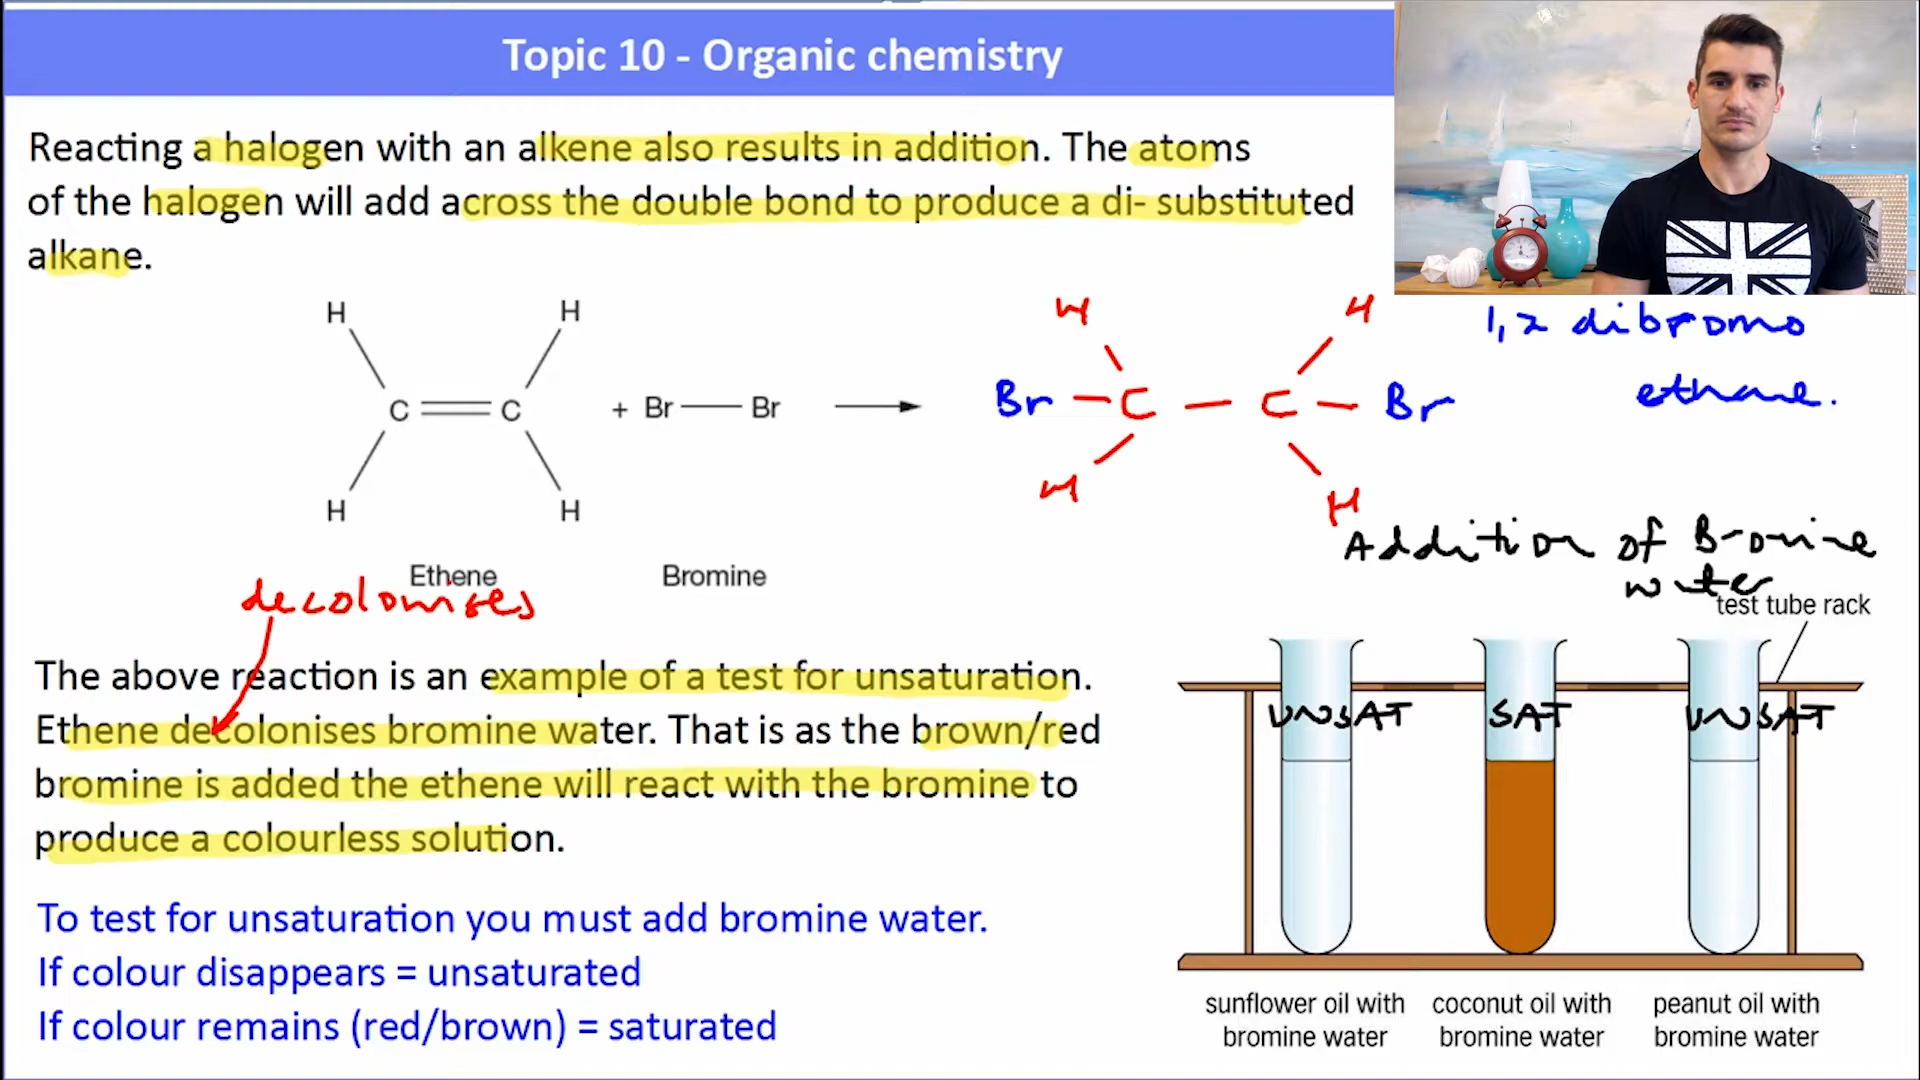 Topic 10 - Organic chemistry
Reacting a halogen with an alkene also results in addition. The atoms
of the halogen will add across the double bond to produce a di- substituted
alkane.
H H
C C + Br Br
H H
Ethene Bromine
H H
Br C C Br
H H
1,2 dibromo
ethane.
decolourises
The above reaction is an example of a test for unsaturation.
Ethene decolonises bromine water. That is as the brown/red
bromine is added the ethene will react with the bromine to
produce a colourless solution.
To test for unsaturation you must add bromine water.
If colour disappears = unsaturated
If colour remains (red/brown) = saturated
Addition of Bromine
water
test tube rack
UNSAT SAT UNSAT
sunflower oil with coconut oil with peanut oil with
bromine water bromine water bromine water